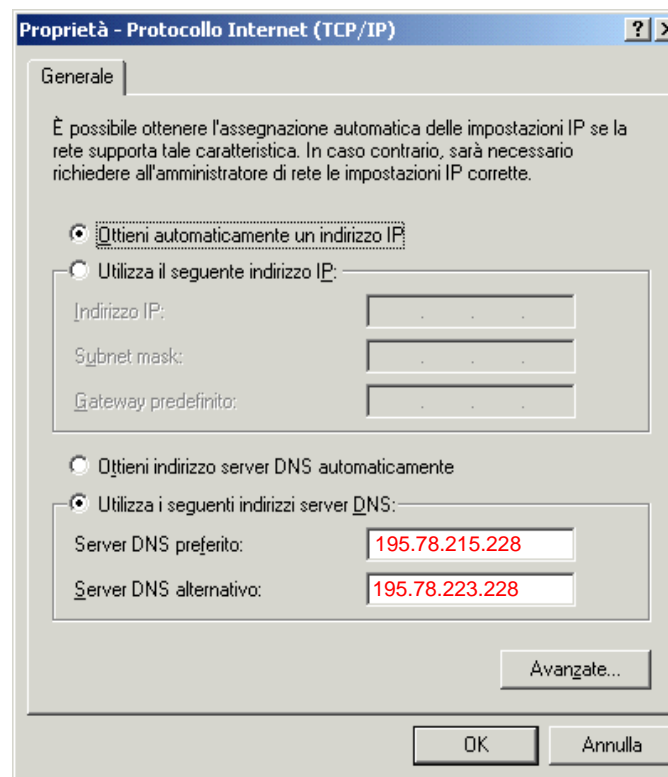 Proprietà - Protocollo Internet (TCP/IP)
Generale
È possibile ottenere l'assegnazione automatica delle impostazioni IP se la
rete supporta tale caratteristica. In caso contrario, sarà necessario
richiedere all'amministratore di rete le impostazioni IP corrette.
Ottieni automaticamente un indirizzo IP
Utilizza il seguente indirizzo IP:
Indirizzo IP:
Subnet mask:
Gateway predefinito:
Ottieni indirizzo server DNS automaticamente
Utilizza i seguenti indirizzi server DNS:
Server DNS preferito: 195.78.215.228
Server DNS alternativo: 195.78.223.228
Avanzate...
OK Annulla